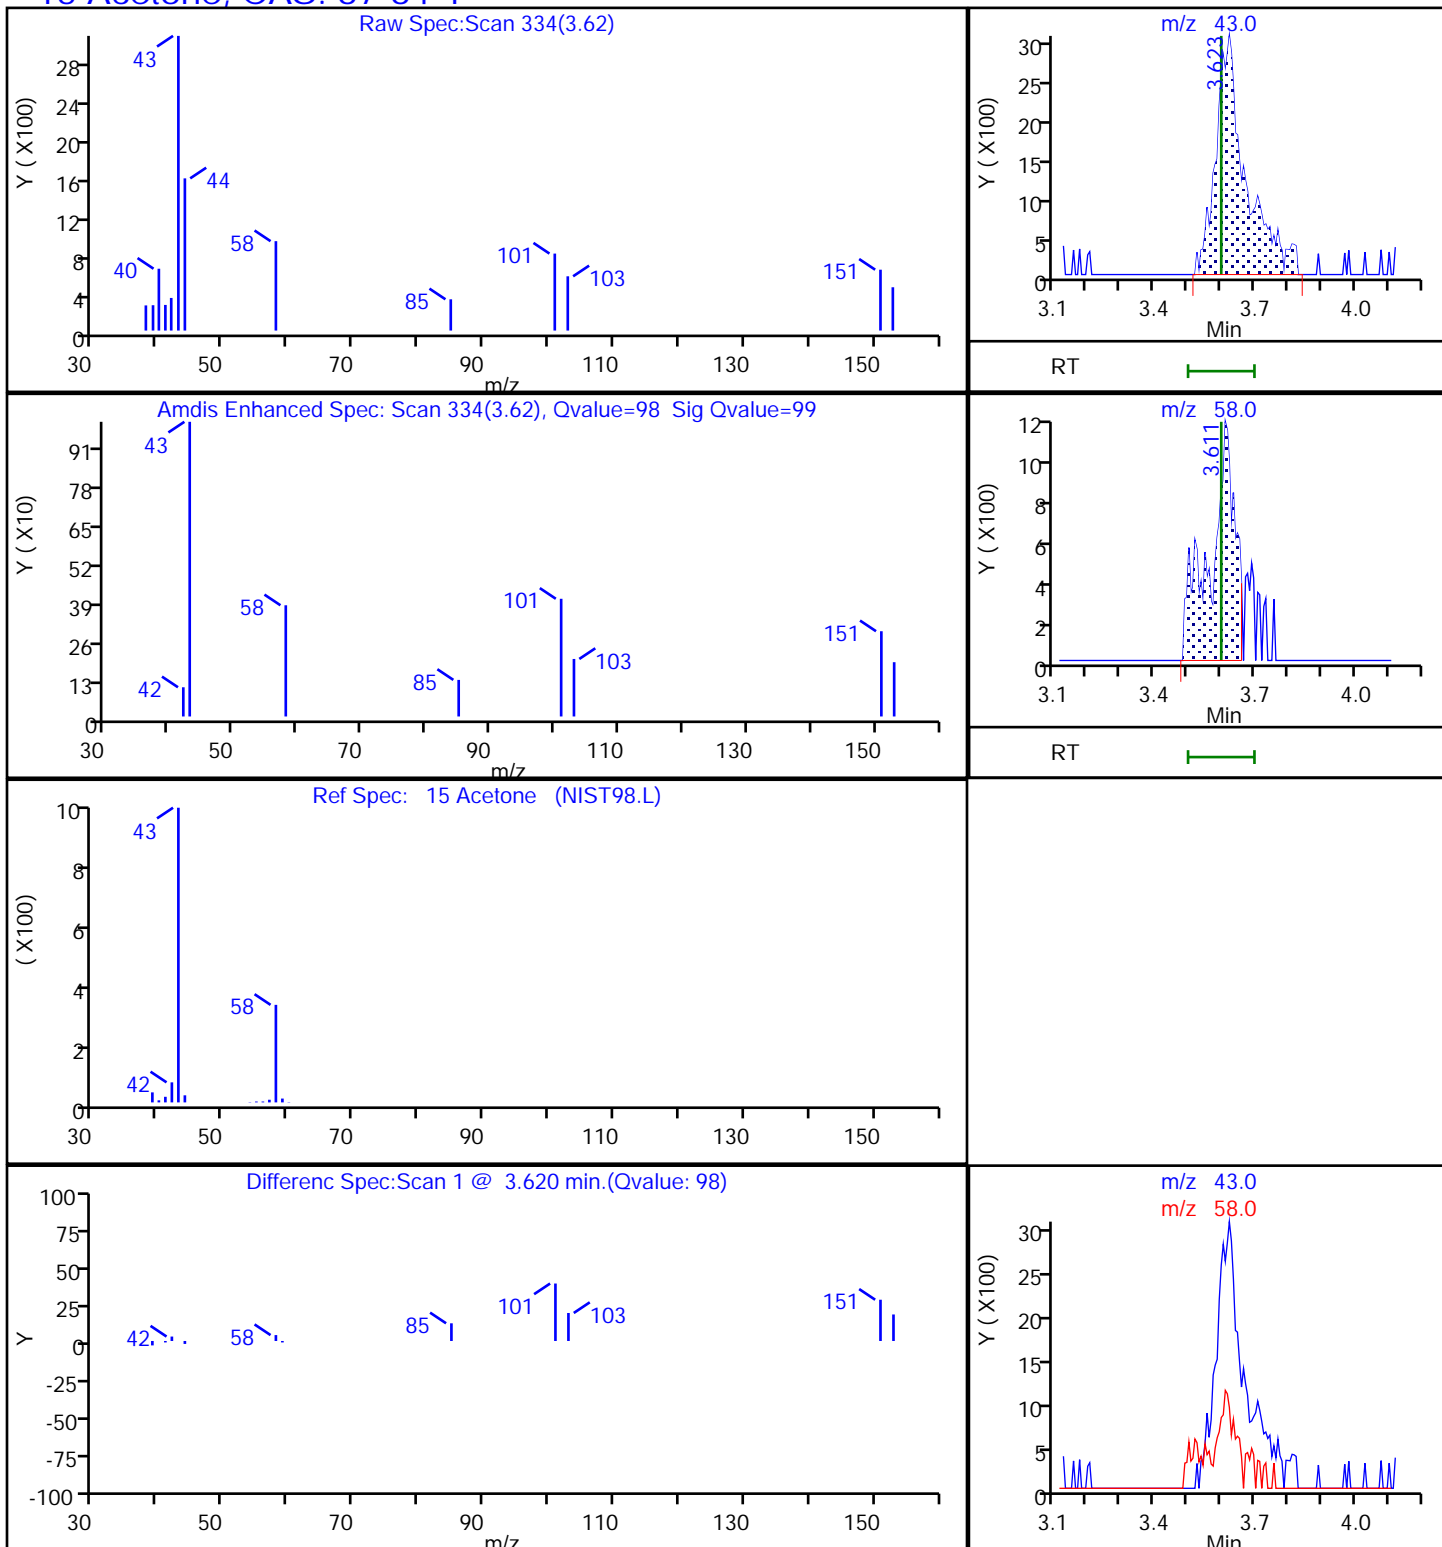 Raw Spec:Scan 334(3.62)
Y ( X100)
28
24
20
16
12
8
4
0
43
44
40
58
85
101
103
151
30 50 70 90 110 130 150
m/z
m/z 43.0
Y ( X100)
30
25
20
15
10
5
0
3.623
3.1 3.4 3.7 4.0
Min
RT
Amdis Enhanced Spec: Scan 334(3.62), Qvalue=98 Sig Qvalue=99
Y ( X10)
91
78
65
52
39
26
13
0
43
42
58
85
101
103
151
30 50 70 90 110 130 150
m/z
m/z 58.0
Y ( X100)
12
10
8
6
4
2
0
3.611
3.1 3.4 3.7 4.0
Min
RT
Ref Spec: 15 Acetone (NIST98.L)
( X100)
10
8
6
4
2
0
43
42
58
30 50 70 90 110 130 150
Differenc Spec:Scan 1 @ 3.620 min.(Qvalue: 98)
Y
100
75
50
25
0
-25
-50
-75
-100
42
58
85
101
103
151
30 50 70 90 110 130 150
m/z
m/z 43.0
m/z 58.0
Y ( X100)
30
25
20
15
10
5
0
3.1 3.4 3.7 4.0
Min